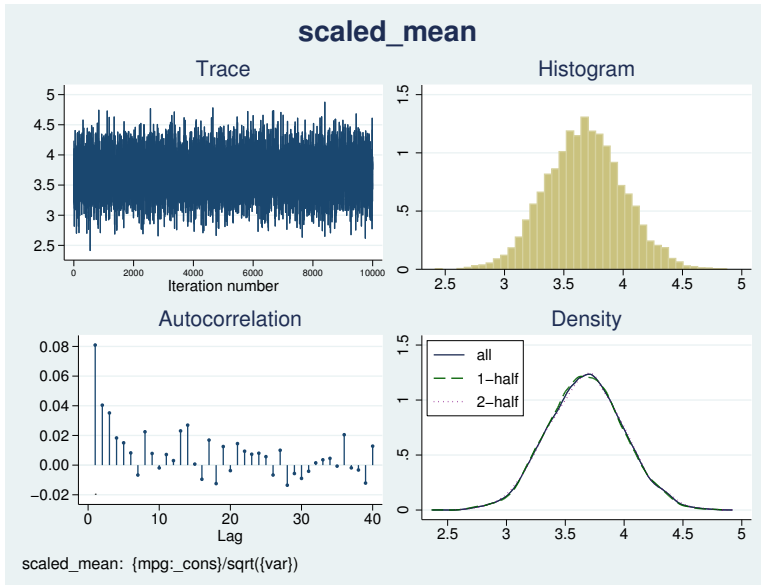 scaled_mean
Trace
5
4.5
4
3.5
3
2.5
0 2000 4000 6000 8000 10000
Iteration number
Histogram
1.5
1
.5
0
2.5 3 3.5 4 4.5 5
Autocorrelation
0.08
0.06
0.04
0.02
0.00
−0.02
0 10 20 30 40
Lag
Density
1.5
1
.5
0
all
1−half
2−half
2.5 3 3.5 4 4.5 5
scaled_mean: {mpg:_cons}/sqrt({var})